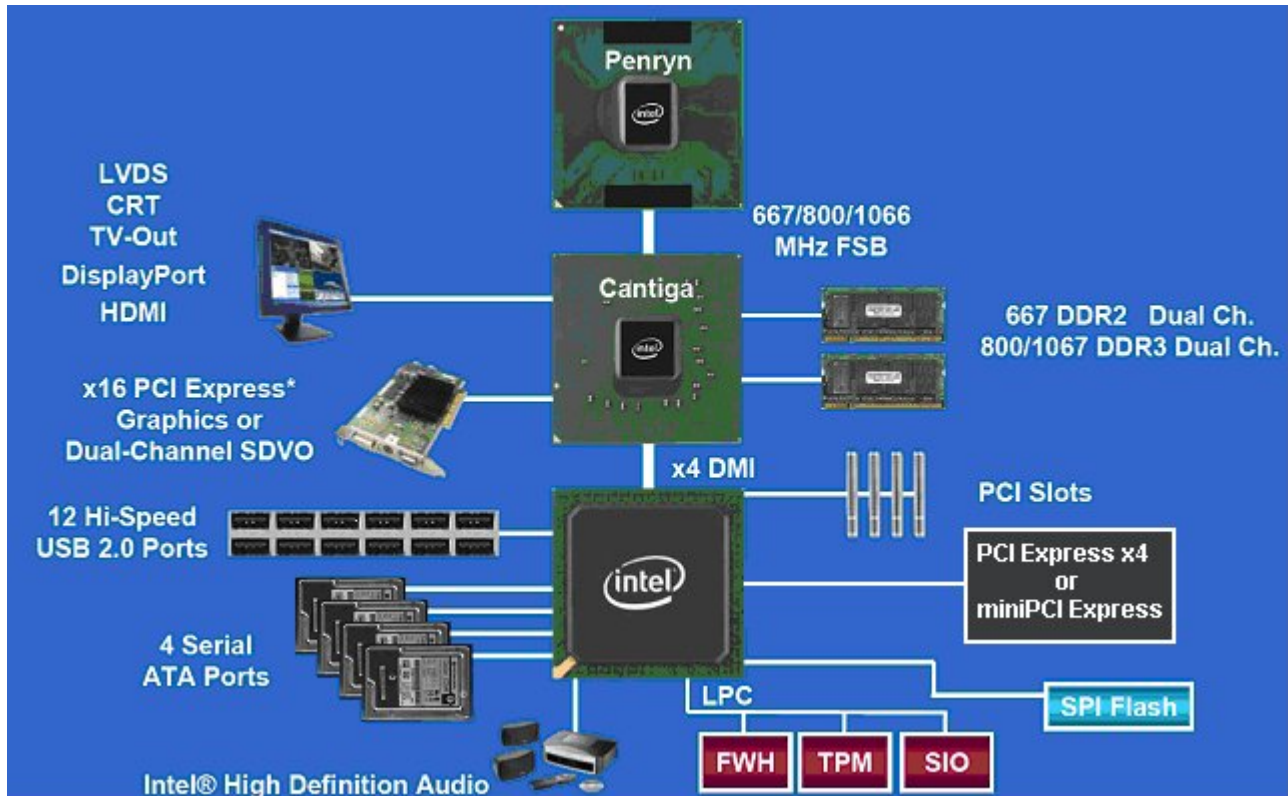 Penryn
intel
LVDS
CRT
TV-Out
DisplayPort
HDMI
667/800/1066
MHz FSB
Cantiga
intel
667 DDR2 Dual Ch.
800/1067 DDR3 Dual Ch.
x16 PCI Express*
Graphics or
Dual-Channel SDVO
x4 DMI
PCI Slots
12 Hi-Speed
USB 2.0 Ports
intel
PCI Express x4
or
miniPCI Express
4 Serial
ATA Ports
LPC
SPI Flash
FWH
TPM
SIO
Intel® High Definition Audio